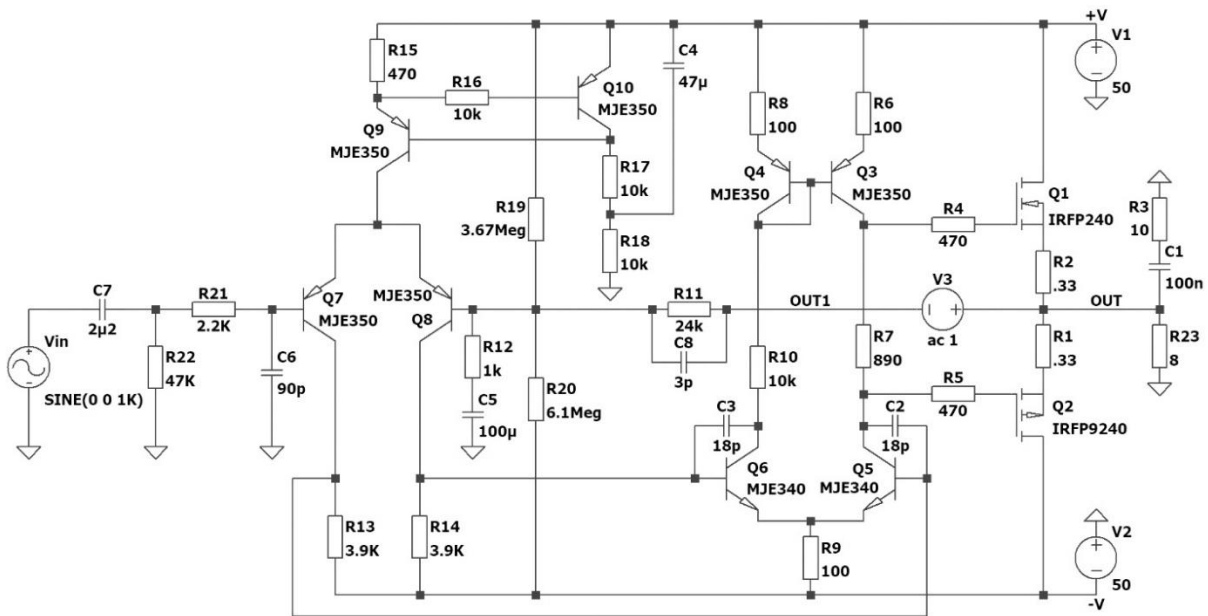 +V
V1
50
R15
470
R16
10k
Q10
MJE350
C4
47µ
R8
100
R6
100
Q9
MJE350
R17
10k
Q4
MJE350
Q3
MJE350
R19
3.67Meg
R18
10k
R4
470
Q1
IRFP240
R3
10
C1
100n
R2
.33
C7
2µ2
R21
2.2K
Q7
MJE350
MJE350
Q8
R11
24k
OUT1
V3
ac 1
OUT
Vin
SINE(0 0 1K)
R22
47K
C6
90p
R12
1k
C8
3p
C5
100µ
R20
6.1Meg
R10
10k
R7
890
R1
.33
R23
8
R5
470
Q2
IRFP9240
C3
18p
C2
18p
Q6
MJE340
Q5
MJE340
R13
3.9K
R14
3.9K
R9
100
V2
50
-V